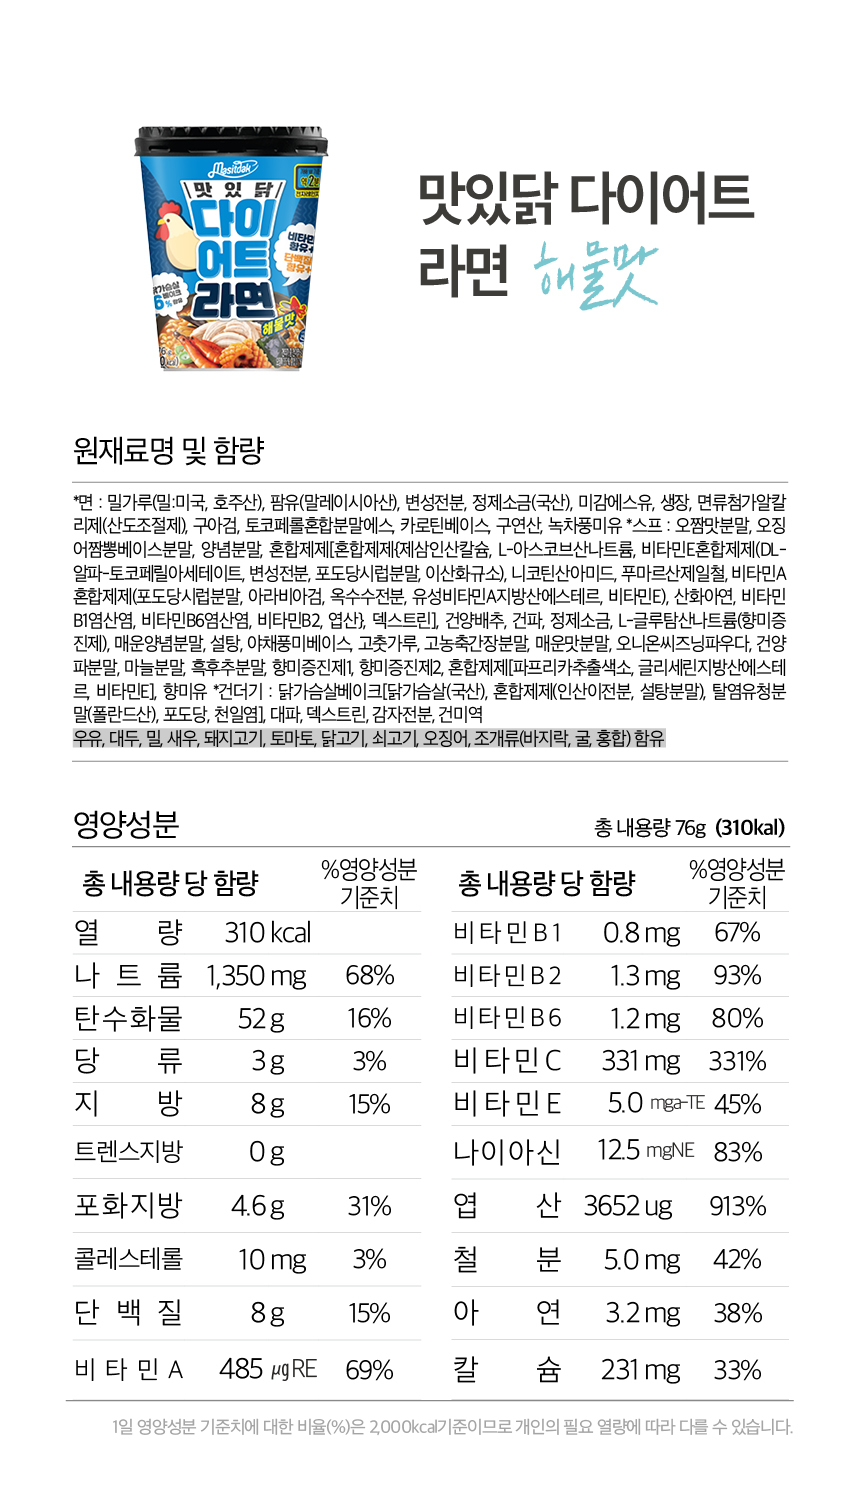 Masitdak
맛있닭
다이
어트
라면
비타민
함유+
단백질
함유+
해물맛
맛있닭 다이어트
라면 해물맛
원재료명 및 함량
*면 : 밀가루(밀:미국, 호주산), 팜유(말레이시아산), 변성전분, 정제소금(국산), 미감에스유, 생장, 면류첨가알칼
리제(산도조절제), 구아검, 토코페롤혼합분말에스, 카로틴베이스, 구연산, 녹차풍미유 *스프 : 오짬맛분말, 오징
어짬뽕베이스분말, 양념분말, 혼합제제[혼합제제(제삼인산칼슘, L-아스코브산나트륨, 비타민E혼합제제(DL-
알파-토코페릴아세테이트, 변성전분, 포도당시럽분말, 이산화규소), 니코틴산아미드, 푸마르산제일철, 비타민A
혼합제제(포도당시럽분말, 아라비아검, 옥수수전분, 유성비타민A지방산에스테르, 비타민E), 산화아연, 비타민
B1염산염, 비타민B6염산염, 비타민B2, 엽산}, 덱스트린], 건양배추, 건파, 정제소금, L-글루탐산나트륨(향미증
진제), 매운양념분말, 설탕, 야채풍미베이스, 고춧가루, 고농축간장분말, 매운맛분말, 오니온씨즈닝파우다, 건양
파분말, 마늘분말, 흑후추분말, 향미증진제1, 향미증진제2, 혼합제제[파프리카추출색소, 글리세린지방산에스테
르, 비타민E], 향미유 *건더기 : 닭가슴살베이크[닭가슴살(국산), 혼합제제(인산이전분, 설탕분말), 탈염유청분
말(폴란드산), 포도당, 천일염], 대파, 덱스트린, 감자전분, 건미역
우유, 대두, 밀, 새우, 돼지고기, 토마토, 닭고기, 쇠고기, 오징어, 조개류(바지락, 굴, 홍합) 함유
영양성분 총 내용량 76g (310kal)
총 내용량 당 함량 %영양성분 기준치 총 내용량 당 함량 %영양성분 기준치
열 량 310 kcal 비타민B1 0.8 mg 67%
나 트 륨 1,350 mg 68% 비타민B2 1.3 mg 93%
탄수화물 52 g 16% 비타민B6 1.2 mg 80%
당 류 3 g 3% 비타민C 331 mg 331%
지 방 8 g 15% 비타민E 5.0 mga-TE 45%
트렌스지방 0 g 나이아신 12.5 mgNE 83%
포화지방 4.6 g 31% 엽 산 3652 ug 913%
콜레스테롤 10 mg 3% 철 분 5.0 mg 42%
단 백 질 8 g 15% 아 연 3.2 mg 38%
비 타 민 A 485 ㎍RE 69% 칼 슘 231 mg 33%
1일 영양성분 기준치에 대한 비율(%)은 2,000kcal기준이므로 개인의 필요 열량에 따라 다를 수 있습니다.